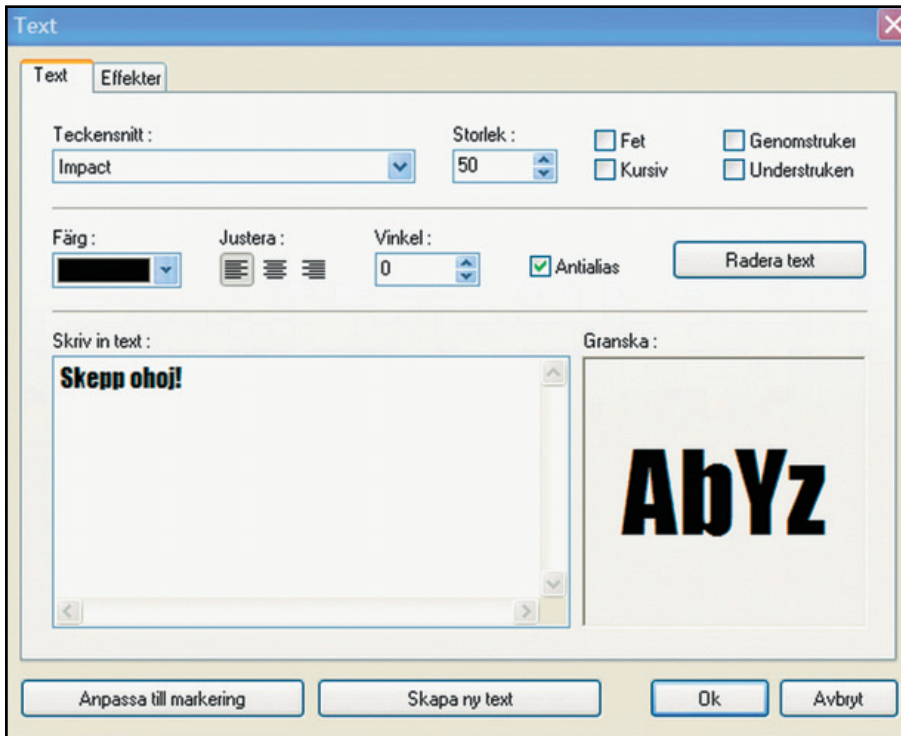 Text
Text Effekter
Teckensnitt :
Impact
Storlek :
50
Fet
Kursiv
Genomstruker
Understruken
Färg :
Justera :
Vinkel :
0
Antialias
Radera text
Skriv in text :
Skepp ohoj!
Granska :
AbYz
Anpassa till markering
Skapa ny text
Ok
Avbryt